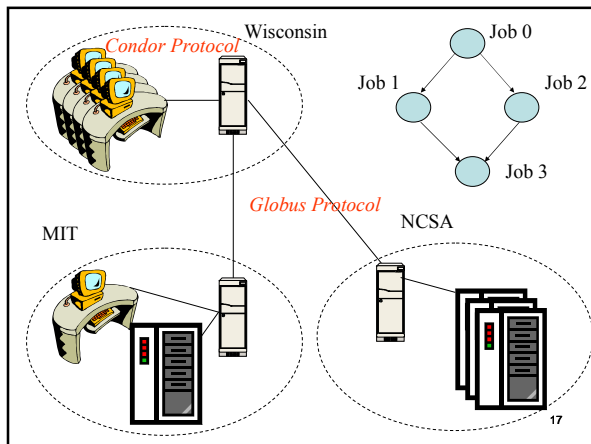 Wisconsin
Condor Protocol
Job 0
Job 1
Job 2
Job 3
Globus Protocol
MIT
NCSA
17